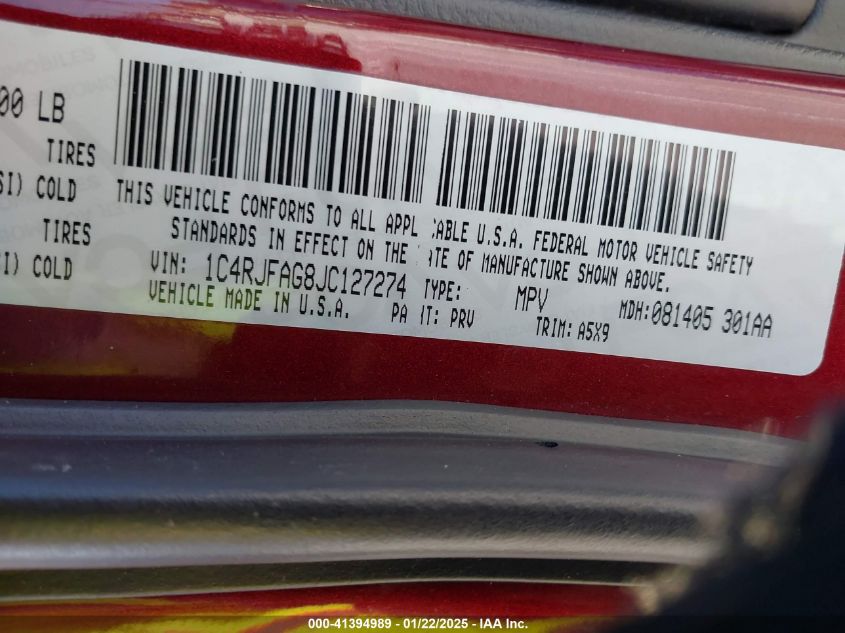 00 LB
TIRES
SI) COLD
THIS VEHICLE CONFORMS TO ALL APPL CABLE U.S.A. FEDERAL MOTOR VEHICLE SAFETY
TIRES
STANDARDS IN EFFECT ON THE ATE OF MANUFACTURE SHOWN ABOVE.
I) COLD
VIN: 1C4RJFAG8JC127274 TYPE: MPV MDH:081405 301AA
VEHICLE MADE IN U.S.A. PA IT: PRV TRIM: A5X9
000-41394989 - 01/22/2025 - IAA Inc.